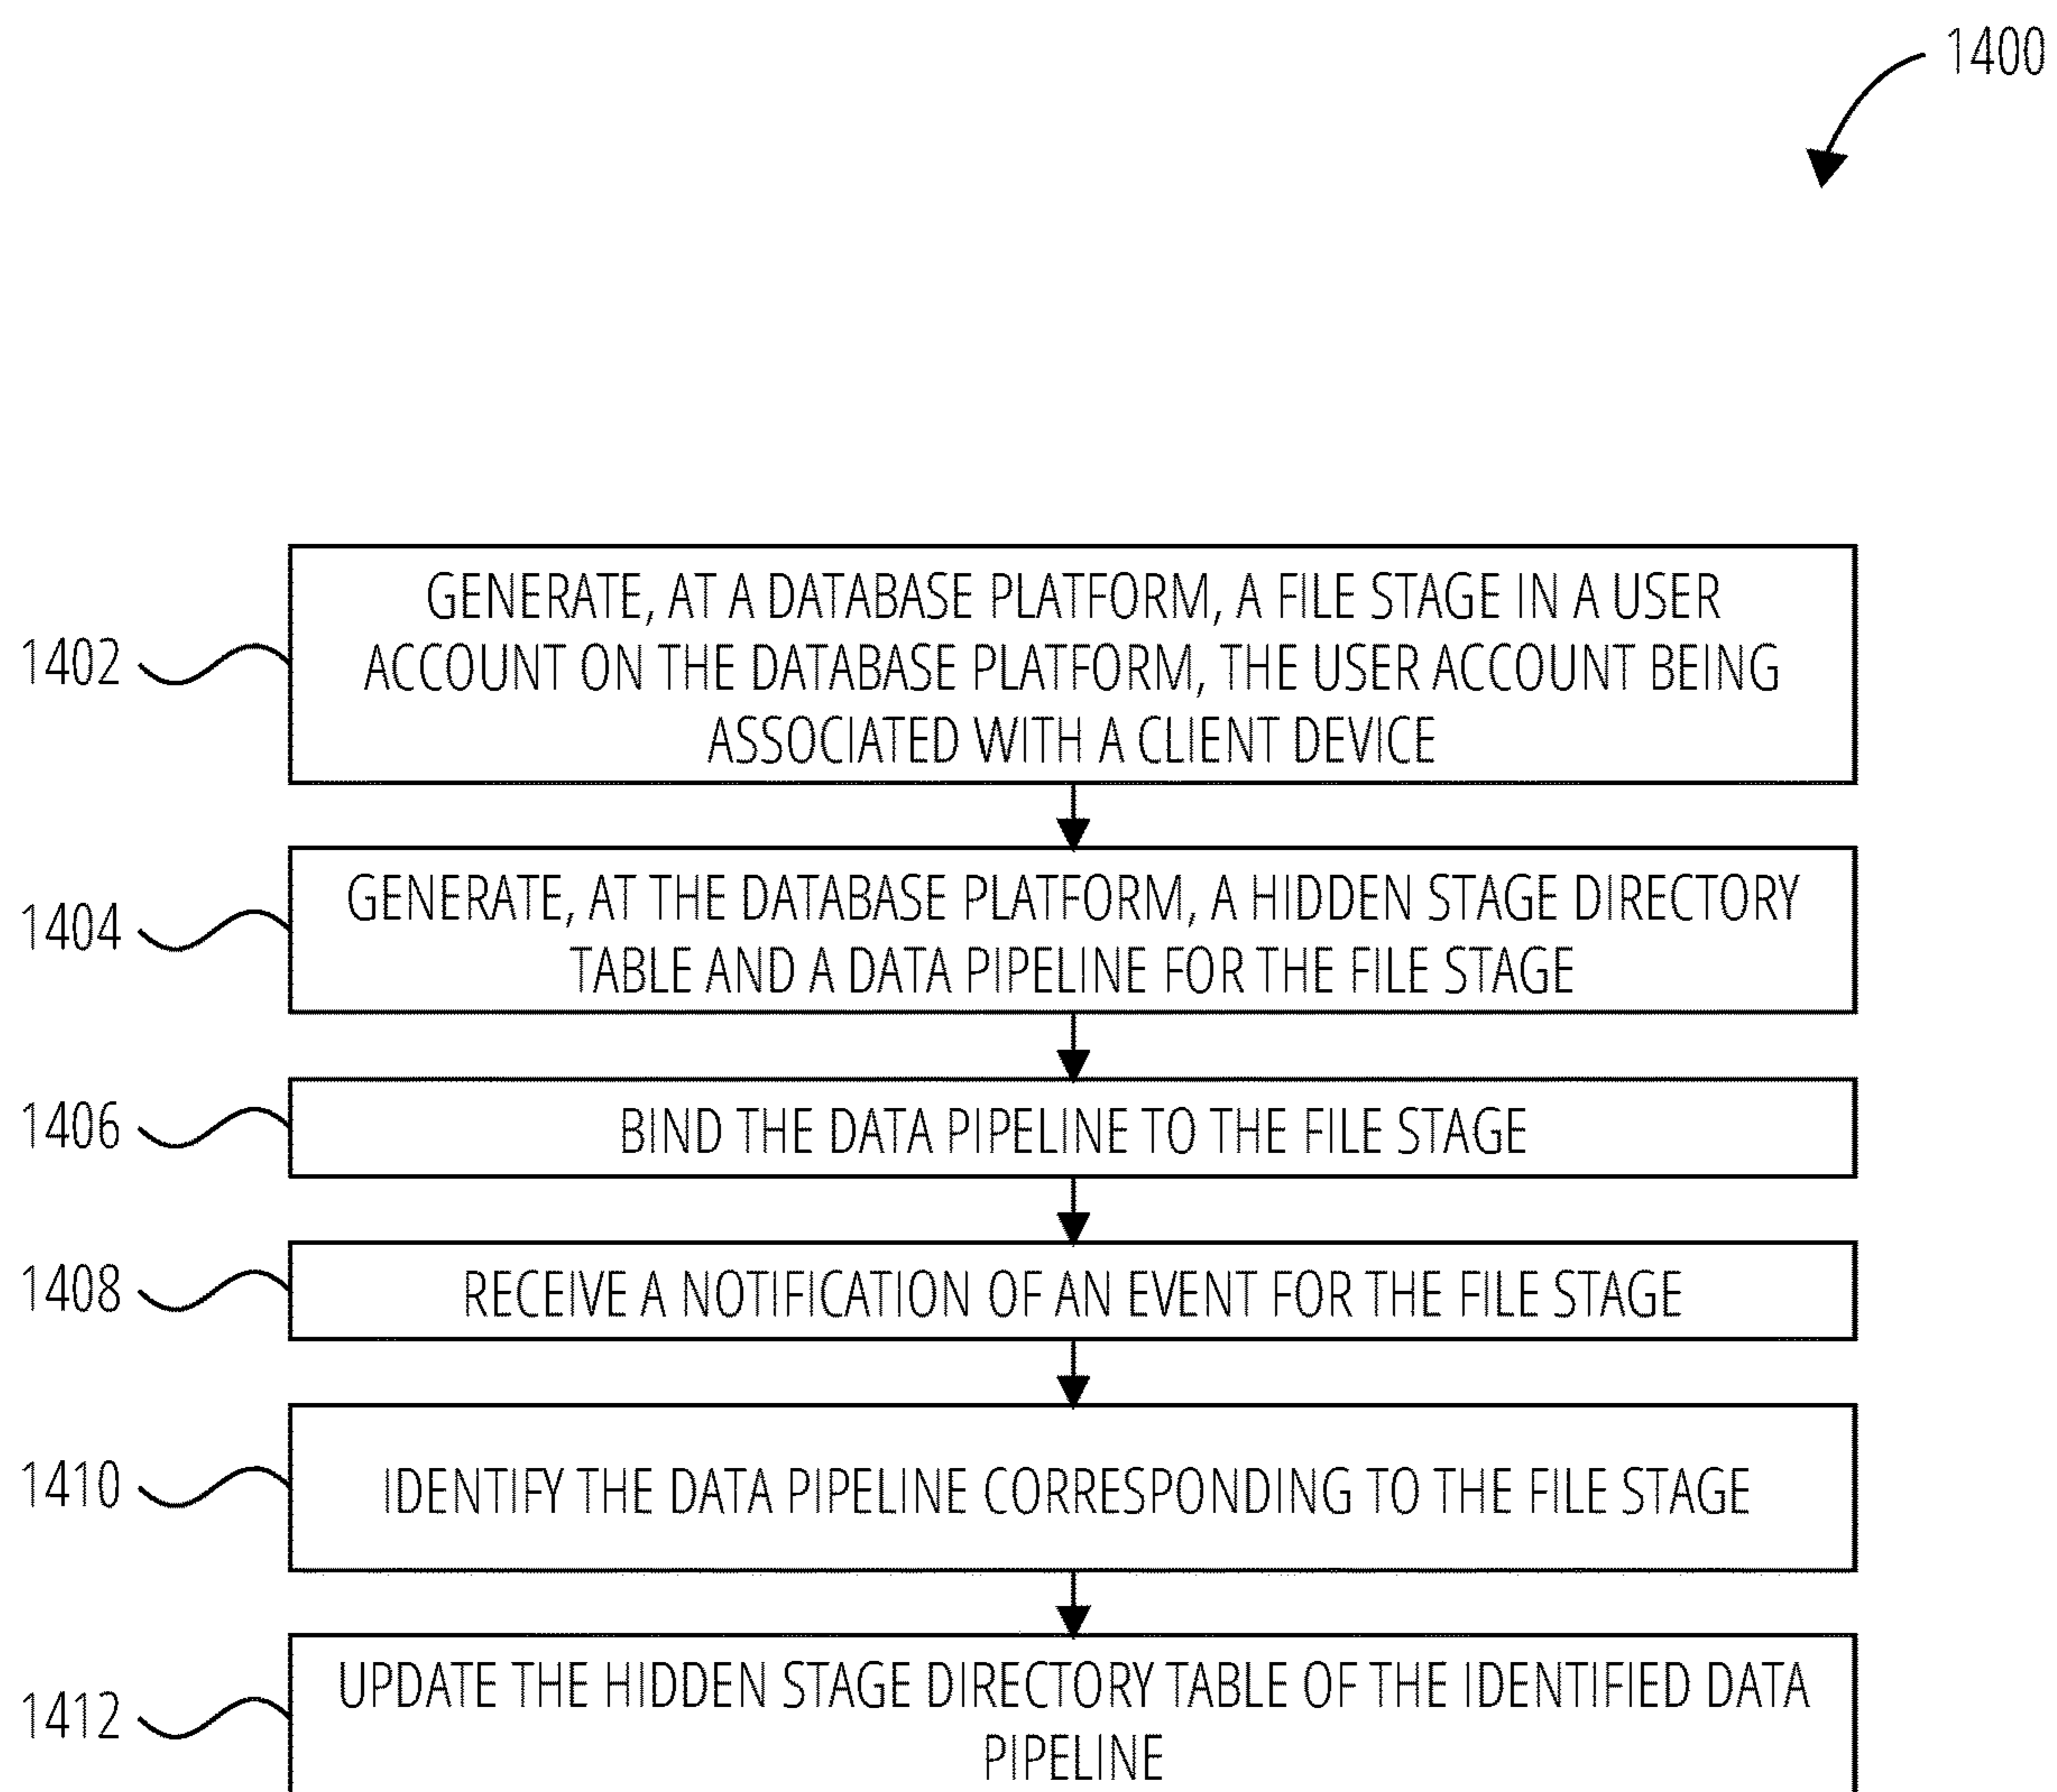 1400
GENERATE, AT A DATABASE PLATFORM, A FILE STAGE IN A USER
ACCOUNT ON THE DATABASE PLATFORM, THE USER ACCOUNT BEING
ASSOCIATED WITH A CLIENT DEVICE
1402
GENERATE, AT THE DATABASE PLATFORM, A HIDDEN STAGE DIRECTORY
TABLE AND A DATA PIPELINE FOR THE FILE STAGE
1404
BIND THE DATA PIPELINE TO THE FILE STAGE
1406
RECEIVE A NOTIFICATION OF AN EVENT FOR THE FILE STAGE
1408
IDENTIFY THE DATA PIPELINE CORRESPONDING TO THE FILE STAGE
1410
UPDATE THE HIDDEN STAGE DIRECTORY TABLE OF THE IDENTIFIED DATA
PIPELINE
1412